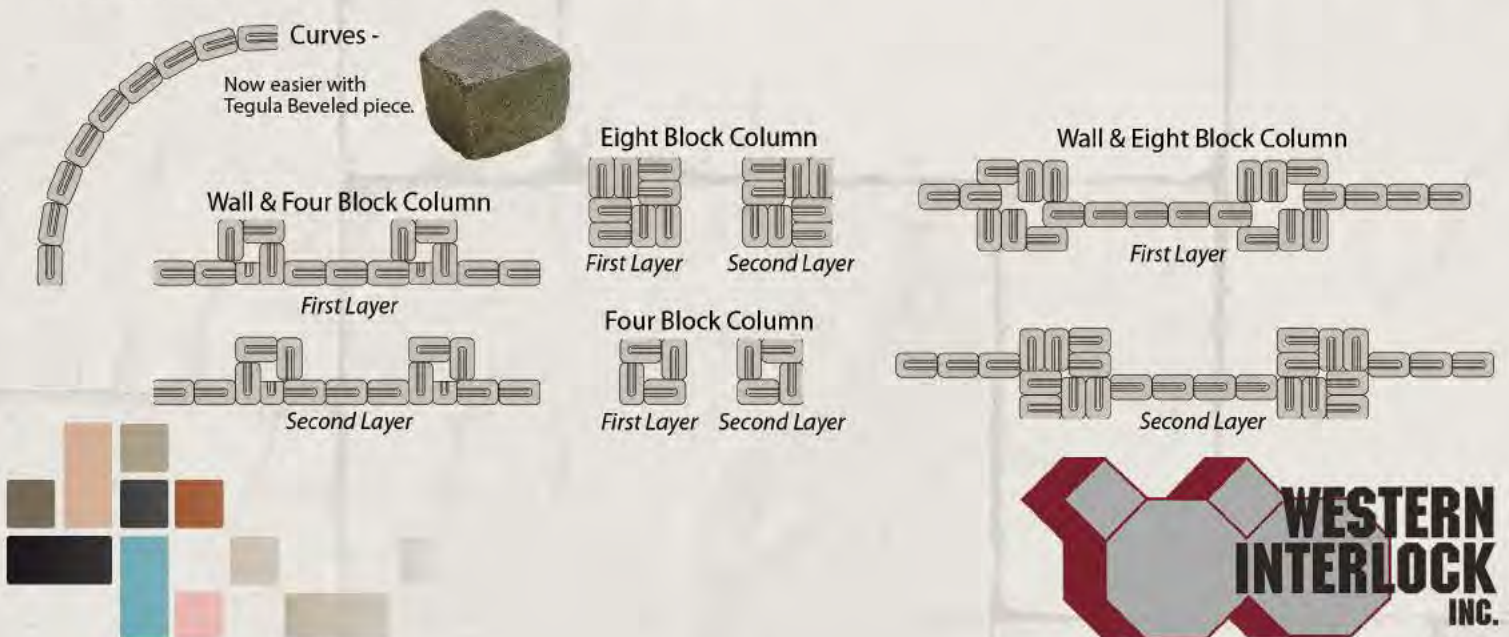 Curves -
Now easier with
Tegula Beveled piece.
Wall & Four Block Column
First Layer
Second Layer
Eight Block Column
First Layer Second Layer
Four Block Column
First Layer Second Layer
Wall & Eight Block Column
First Layer
Second Layer
WESTERN
INTERLOCK
INC.